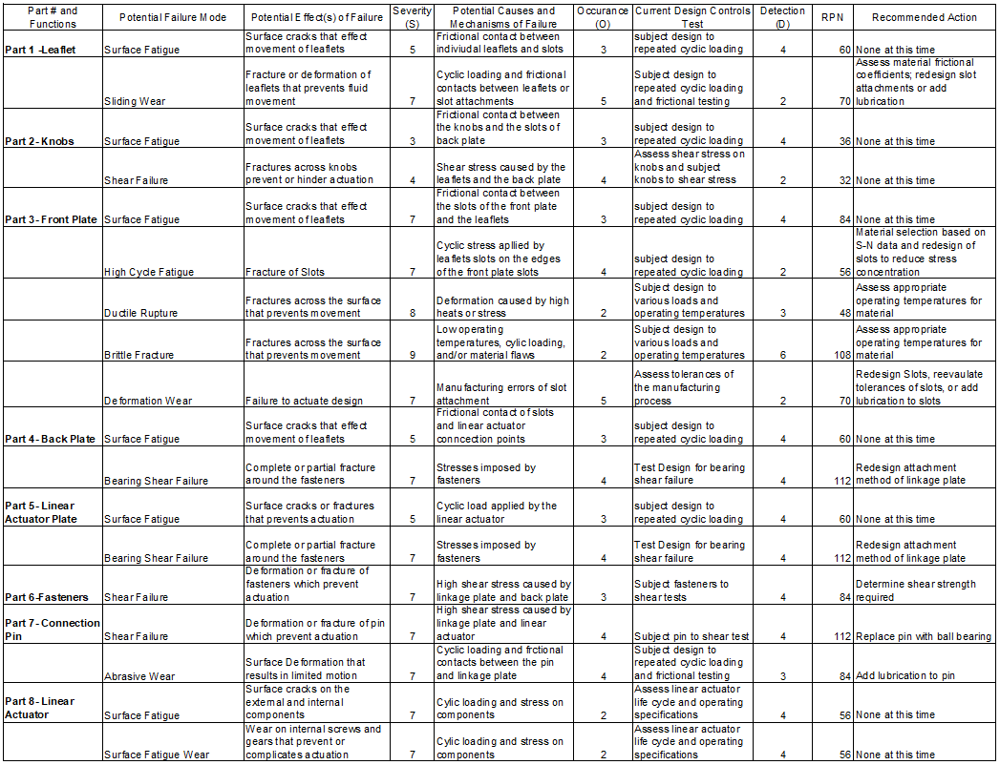 Part # and Functions | Potential Failure Mode | Potential Effect(s) of Failure | Severity (S) | Potential Causes and Mechanisms of Failure | Occurance (O) | Current Design Controls Test | Detection (D) | RPN | Recommended Action
Part 1 -Leaflet | Surface Fatigue | Surface cracks that effect movement of leaflets | 5 | Frictional contact between indiviudal leaflets and slots | 3 | subject design to repeated cyclic loading | 4 | 60 | None at this time
Sliding Wear | Fracture or deformation of leaflets that prevents fluid movement | 7 | Cyclic loading and frictional contacts between leaflets or slot attachments | 5 | Subject design to repeated cyclic loading and frictional testing | 2 | 70 | Assess material frictional coefficients; redesign slot attachments or add lubrication
Part 2- Knobs | Surface Fatigue | Surface cracks that effect movement of leaflets | 3 | Frictional contact between the knobs and the slots of back plate | 3 | subject design to repeated cyclic loading | 4 | 36 | None at this time
Shear Failure | Fractures across knobs prevent or hinder actuation | 4 | Shear stress caused by the leaflets and the back plate | 4 | Assess shear stress on knobs and subject knobs to shear stress | 2 | 32 | None at this time
Part 3- Front Plate | Surface Fatigue | Surface cracks that effect movement of leaflets | 7 | Frictional contact between the slots of the front plate and the leaflets | 3 | subject design to repeated cyclic loading | 4 | 84 | None at this time
High Cycle Fatigue | Fracture of Slots | 7 | Cyclic stress apllied by leaflets slots on the edges of the front plate slots | 4 | subject design to repeated cyclic loading | 2 | 56 | Material selection based on S-N data and redesign of slots to reduce stress concentration
Ductile Rupture | Fractures across the surface that prevents movement | 8 | Deformation caused by high heats or stress | 2 | Subject design to various loads and operating temperatures | 3 | 48 | Assess appropriate operating temperatures for material
Brittle Fracture | Fractures across the surface that prevents movement | 9 | Low operating temperatures, cylic loading, and/or material flaws | 2 | Subject design to various loads and operating temperatures | 6 | 108 | Assess appropriate operating temperatures for material
Deformation Wear | Failure to actuate design | 7 | Manufacturing errors of slot attachment | 5 | Assess tolerances of the manufacturing process | 2 | 70 | Redesign Slots, reevaulate tolerances of slots, or add lubrication to slots
Part 4- Back Plate | Surface Fatigue | Surface cracks that effect movement of leaflets | 5 | Frictional contact of slots and linear actuator conncection points | 3 | subject design to repeated cyclic loading | 4 | 60 | None at this time
Bearing Shear Failure | Complete or partial fracture around the fasteners | 7 | Stresses imposed by fasteners | 4 | Test Design for bearing shear failure | 4 | 112 | Redesign attachment method of linkage plate
Part 5- Linear Actuator Plate | Surface Fatigue | Surface cracks or fractures that prevents actuation | 5 | Cyclic load applied by the linear actuator | 3 | subject design to repeated cyclic loading | 4 | 60 | None at this time
Bearing Shear Failure | Complete or partial fracture around the fasteners | 7 | Stresses imposed by fasteners | 4 | Test Design for bearing shear failure | 4 | 112 | Redesign attachment method of linkage plate
Part 6-Fasteners | Shear Failure | Deformation or fracture of fasteners which prevent actuation | 7 | High shear stress caused by linkage plate and back plate | 3 | Subject fasteners to shear tests | 4 | 84 | Determine shear strength required
Part 7- Connection Pin | Shear Failure | Deformation or fracture of pin which prevent actuation | 7 | High shear stress caused by linkage plate and linear actuator | 4 | Subject pin to shear test | 4 | 112 | Replace pin with ball bearing
Abrasive Wear | Surface Deformation that results in limited motion | 7 | Cyclic loading and frctional contacts between the pin and linkage plate | 4 | Subject design to repeated cyclic loading and frictional testing | 3 | 84 | Add lubrication to pin
Part 8- Linear Actuator | Surface Fatigue | Surface cracks on the external and internal components | 7 | Cylic loading and stress on components | 2 | Assess linear actuator life cycle and operating specifications | 4 | 56 | None at this time
Surface Fatigue Wear | Wear on internal screws and gears that prevent or complicates actuation | 7 | Cylic loading and stress on components | 2 | Assess linear actuator life cycle and operating specifications | 4 | 56 | None at this time